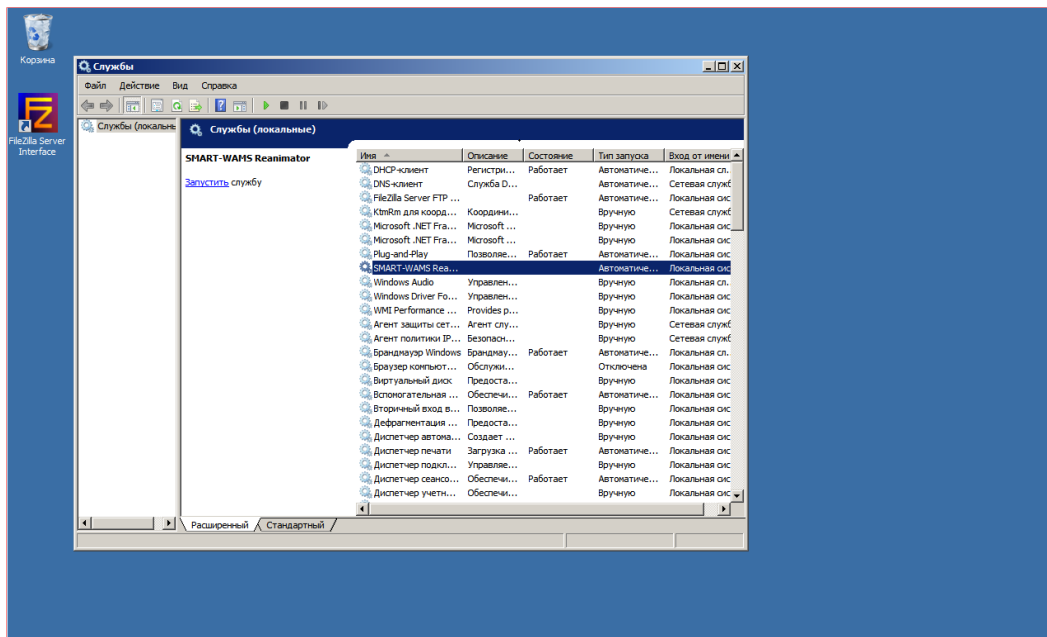 Корзина
FileZilla Server
Interface
Службы
Файл Действие Вид Справка
Службы (локальны
Службы (локальные)
SMART-WAMS Reanimator
Запустить службу
Имя Описание Состояние Тип запуска Вход от имени
DHCP-клиент Регистри... Работает Автоматиче... Локальная сл...
DNS-клиент Служба D... Автоматиче... Сетевая служб
FileZilla Server FTP ... Работает Автоматиче... Локальная сис
KtmRm для коорд... Координи... Вручную Сетевая служб
Microsoft .NET Fra... Microsoft ... Вручную Локальная сис
Microsoft .NET Fra... Microsoft ... Вручную Локальная сис
Plug-and-Play Позволяе... Работает Автоматиче... Локальная сис
SMART-WAMS Rea... Автоматиче... Локальная сис
Windows Audio Управлен... Вручную Локальная сл...
Windows Driver Fo... Управлен... Вручную Локальная сис
WMI Performance ... Provides p... Вручную Локальная сис
Агент защиты сет... Агент слу... Вручную Сетевая служб
Агент политики IP... Безопасн... Вручную Сетевая служб
Брандмауэр Windows Брандмау... Работает Автоматиче... Локальная сл...
Браузер компьют... Обслужи... Отключена Локальная сис
Виртуальный диск Предоста... Вручную Локальная сис
Вспомогательная ... Обеспечи... Работает Автоматиче... Локальная сис
Вторичный вход в... Позволяе... Вручную Локальная сис
Дефрагментация ... Предоста... Вручную Локальная сис
Диспетчер автома... Создает ... Вручную Локальная сис
Диспетчер печати Загрузка ... Работает Автоматиче... Локальная сис
Диспетчер подкл... Управляе... Вручную Локальная сис
Диспетчер сеансо... Обеспечи... Работает Автоматиче... Локальная сис
Диспетчер учетн... Обеспечи... Вручную Локальная сис
Расширенный Стандартный